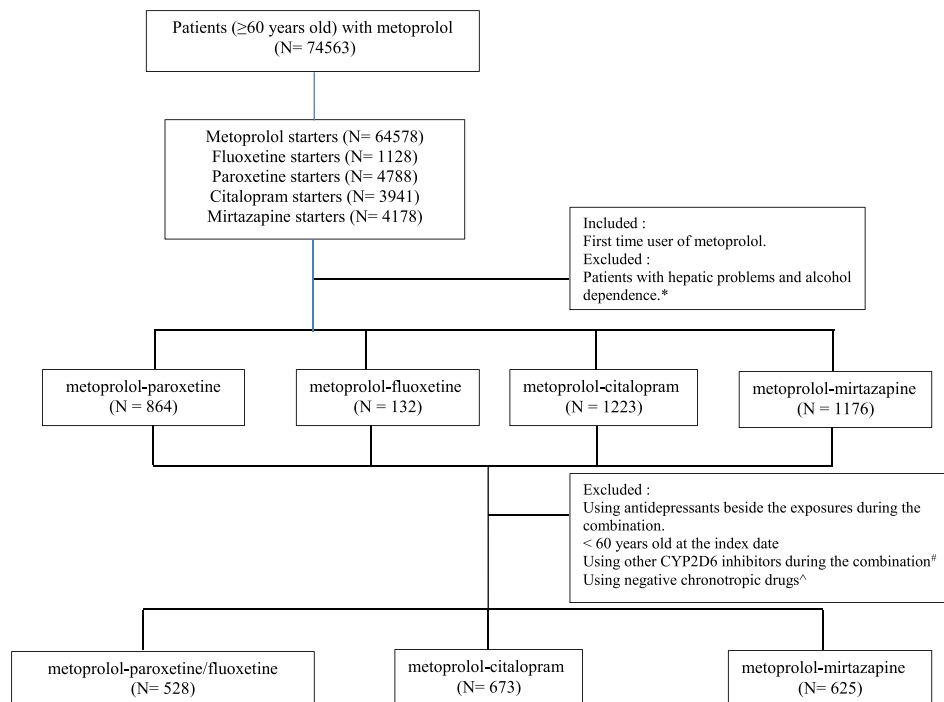 Patients (≥60 years old) with metoprolol
(N= 74563)
Metoprolol starters (N= 64578)
Fluoxetine starters (N= 1128)
Paroxetine starters (N= 4788)
Citalopram starters (N= 3941)
Mirtazapine starters (N= 4178)
Included :
First time user of metoprolol.
Excluded :
Patients with hepatic problems and alcohol
dependence.*
metoprolol-paroxetine
(N = 864)
metoprolol-fluoxetine
(N = 132)
metoprolol-citalopram
(N = 1223)
metoprolol-mirtazapine
(N = 1176)
Excluded :
Using antidepressants beside the exposures during the
combination.
< 60 years old at the index date
Using other CYP2D6 inhibitors during the combination#
Using negative chronotropic drugs^
metoprolol-paroxetine/fluoxetine
(N= 528)
metoprolol-citalopram
(N= 673)
metoprolol-mirtazapine
(N= 625)